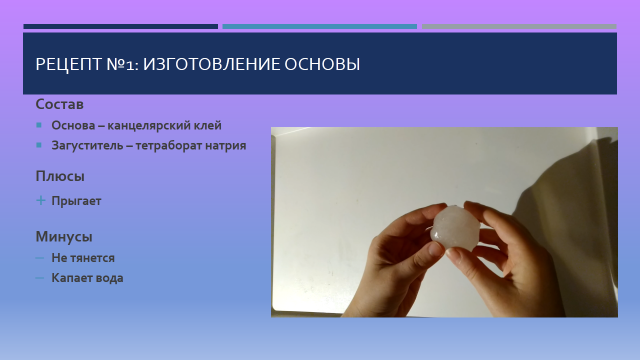 РЕЦЕПТ №1: ИЗГОТОВЛЕНИЕ ОСНОВЫ
Состав
Основа – канцелярский клей
Загуститель – тетраборат натрия
Плюсы
Прыгает
Минусы
Не тянется
Капает вода